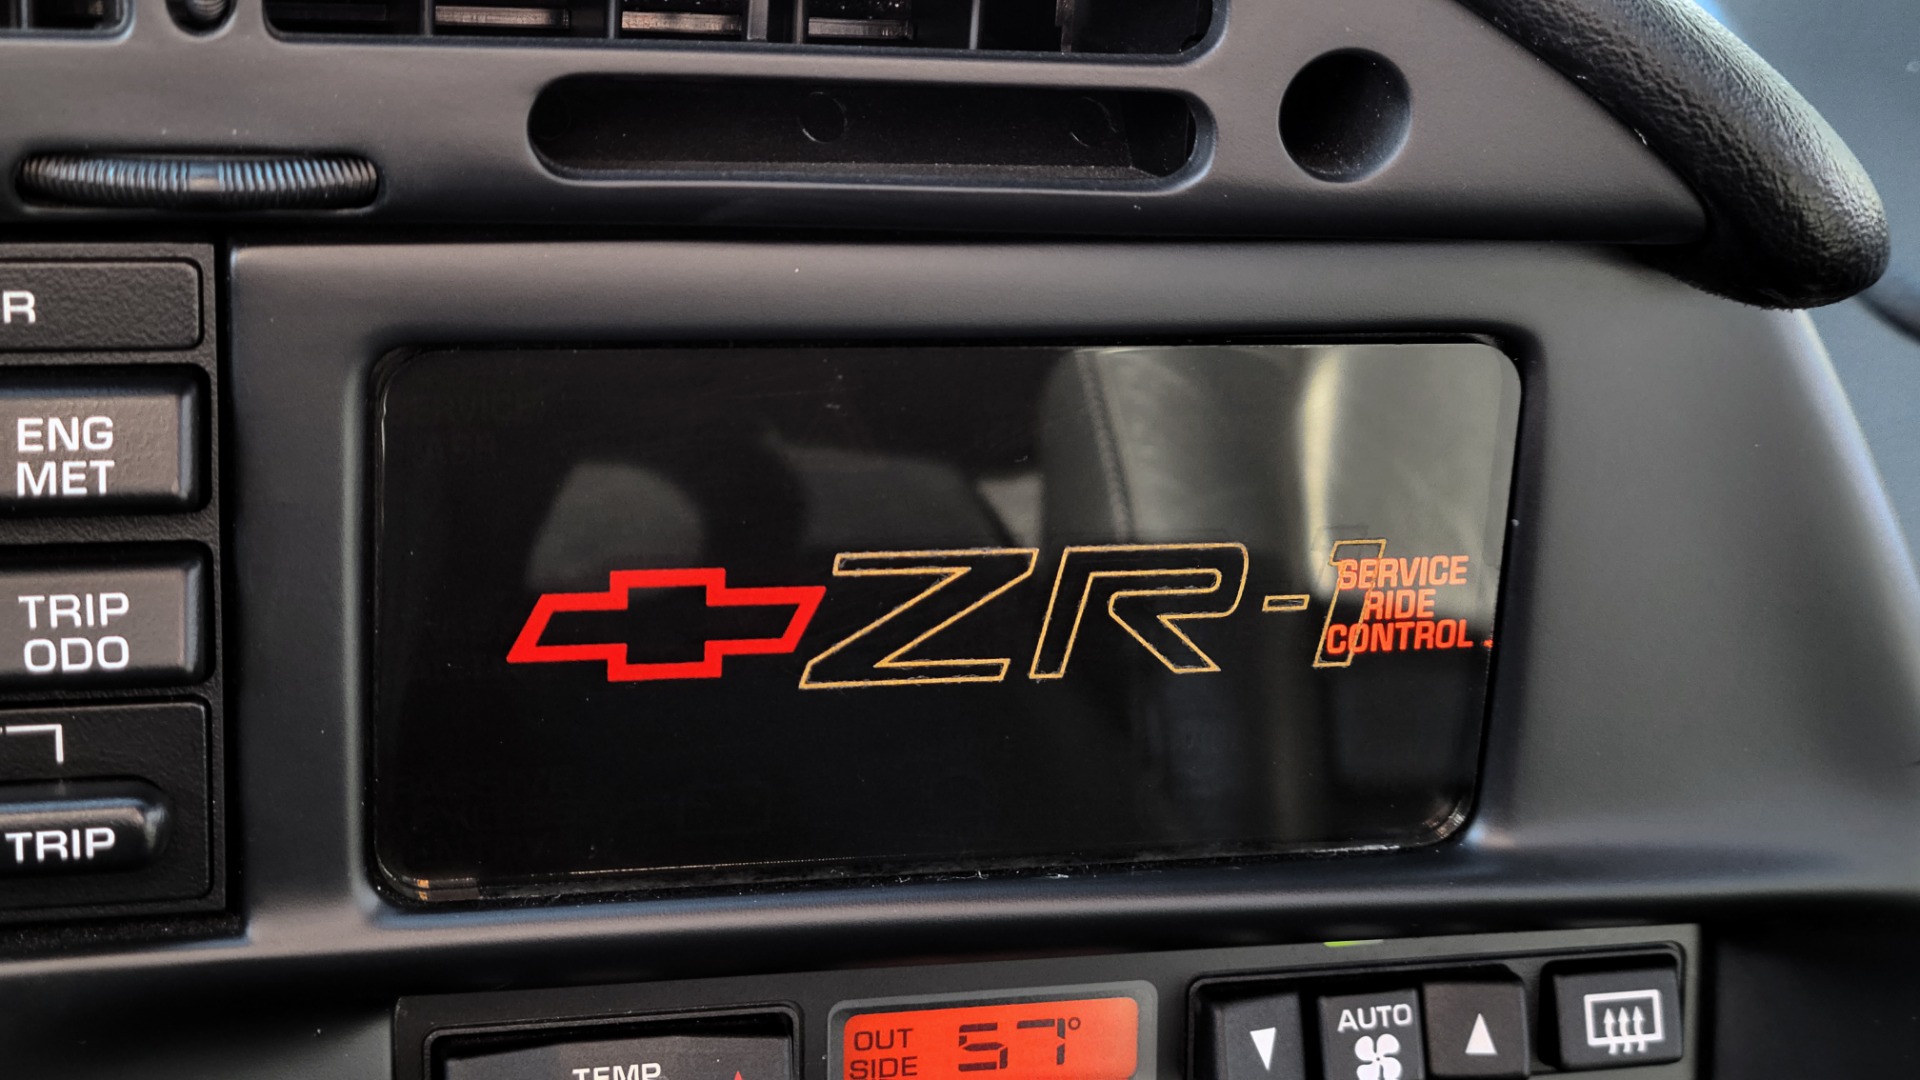 R
ENG
MET
TRIP
ODO
TRIP
ZR-1
SERVICE
RIDE
CONTROL
TEMP
OUT
SIDE
57°
AUTO